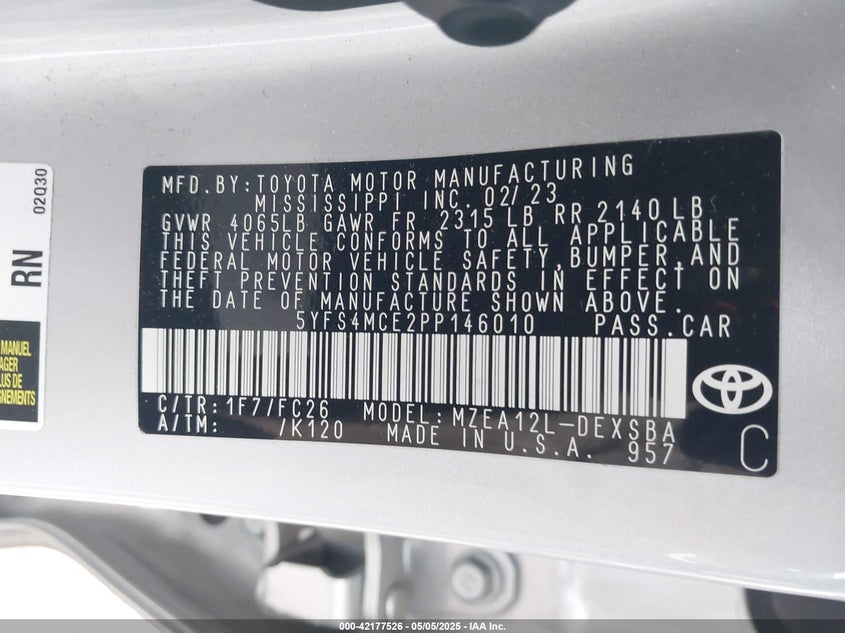 MFD.BY:TOYOTA MOTOR MANUFACTURING
MISSISSIPPI INC. 02/23
GVWR 4065LB GAWR FR 2315 LB RR 2140 LB
THIS VEHICLE CONFORMS TO ALL APPLICABLE
FEDERAL MOTOR VEHICLE SAFETY,BUMPER,AND
THEFT PREVENTION STANDARDS IN EFFECT ON
THE DATE OF MANUFACTURE SHOWN ABOVE.
5YFS4MCE2PP146010 PASS.CAR
C/TR:1F7/FC26 MODEL:MZEA12L-DEXSBA
A/TM: /K120 MADE IN U.S.A. 957
C
RN 02Q30
MANUEL
AGER
LUS DE
GNEMENTS
000-42177526 - 05/05/2025 - IAA Inc.